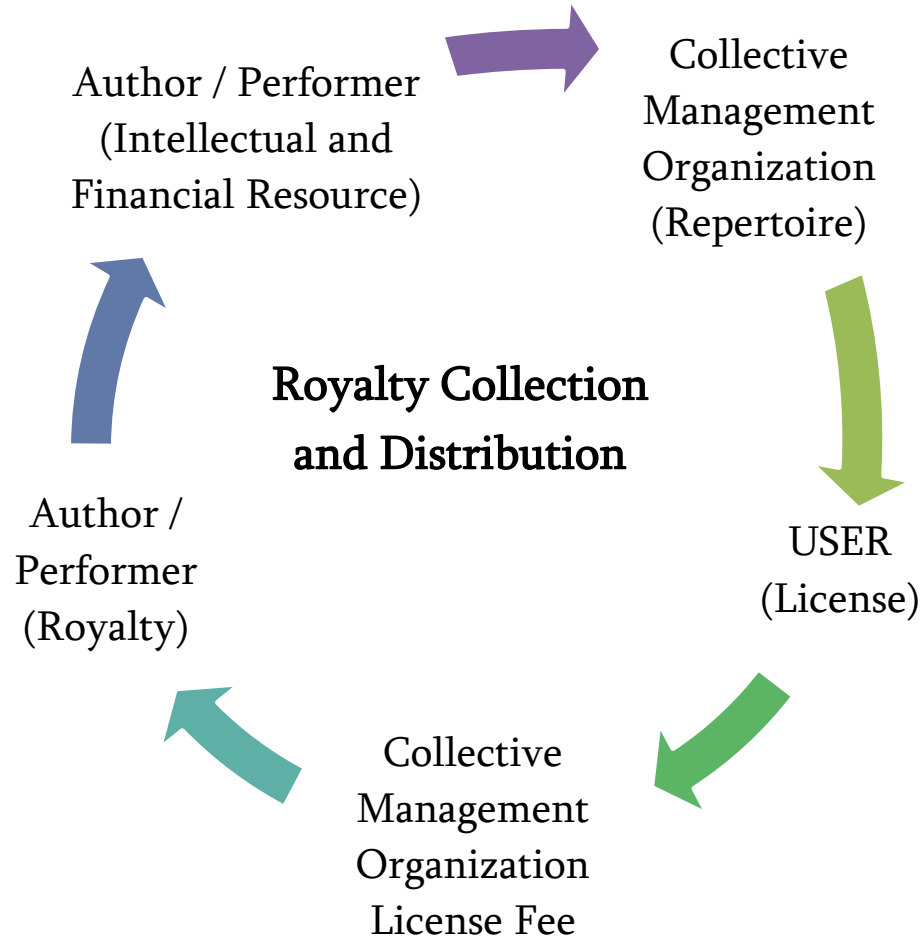 Author / Performer
(Intellectual and
Financial Resource)
Collective
Management
Organization
(Repertoire)
Royalty Collection
and Distribution
USER
(License)
Collective
Management
Organization
License Fee
Author /
Performer
(Royalty)